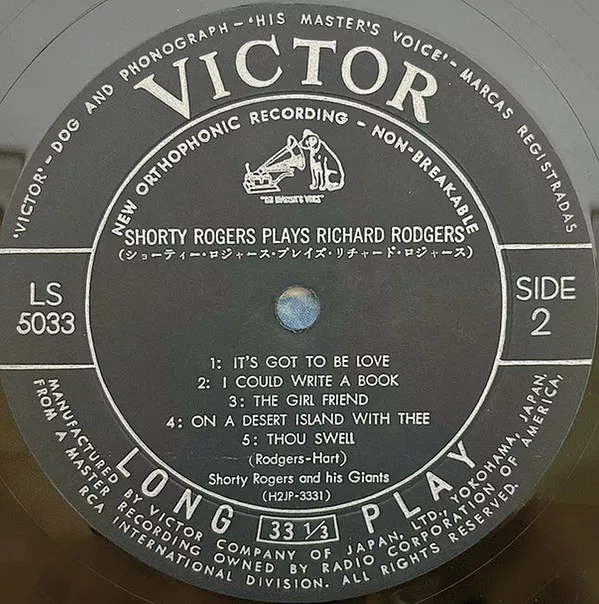 'VICTOR' – DOG AND PHONOGRAPH – 'HIS MASTER'S VOICE' – MARCAS REGISTRADAS
VICTOR
NEW ORTHOPHONIC RECORDING – NON-BREAKABLE
"HIS MASTER'S VOICE"
SHORTY ROGERS PLAYS RICHARD RODGERS
(ショーティー・ロジャース・プレイズ・リチャード・ロジャース)
LS
5033
SIDE
2
1: IT'S GOT TO BE LOVE
2: I COULD WRITE A BOOK
3: THE GIRL FRIEND
4: ON A DESERT ISLAND WITH THEE
5: THOU SWELL
(Rodgers-Hart)
Shorty Rogers and his Giants
(H2JP-3331)
LONG 33 1/3 PLAY
MANUFACTURED BY VICTOR COMPANY OF JAPAN, LTD., YOKOHAMA, JAPAN,
FROM A MASTER RECORDING OWNED BY RADIO CORPORATION OF AMERICA,
RCA INTERNATIONAL DIVISION. ALL RIGHTS RESERVED.